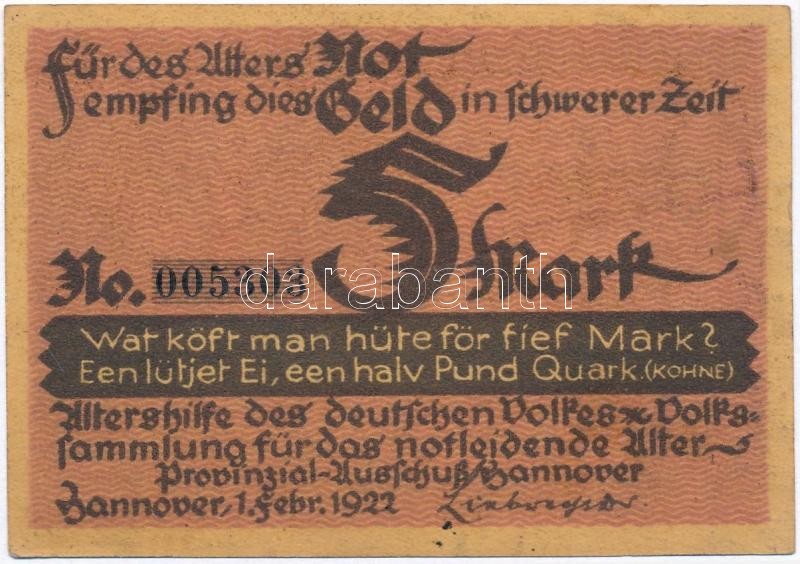 Für des Alters Not
empfing dies Geld in schwerer Zeit
5 Mark
No. 005303
darabanth
Wat köft man hüte för fief Mark?
Een lütjet Ei, een halv Pund Quark. (KOHNE)
Altershilfe des deutschen Volkes Volks-
sammlung für das notleidende Alter
Provinzial-Ausschuß Hannover
Hannover, 1. Febr. 1922